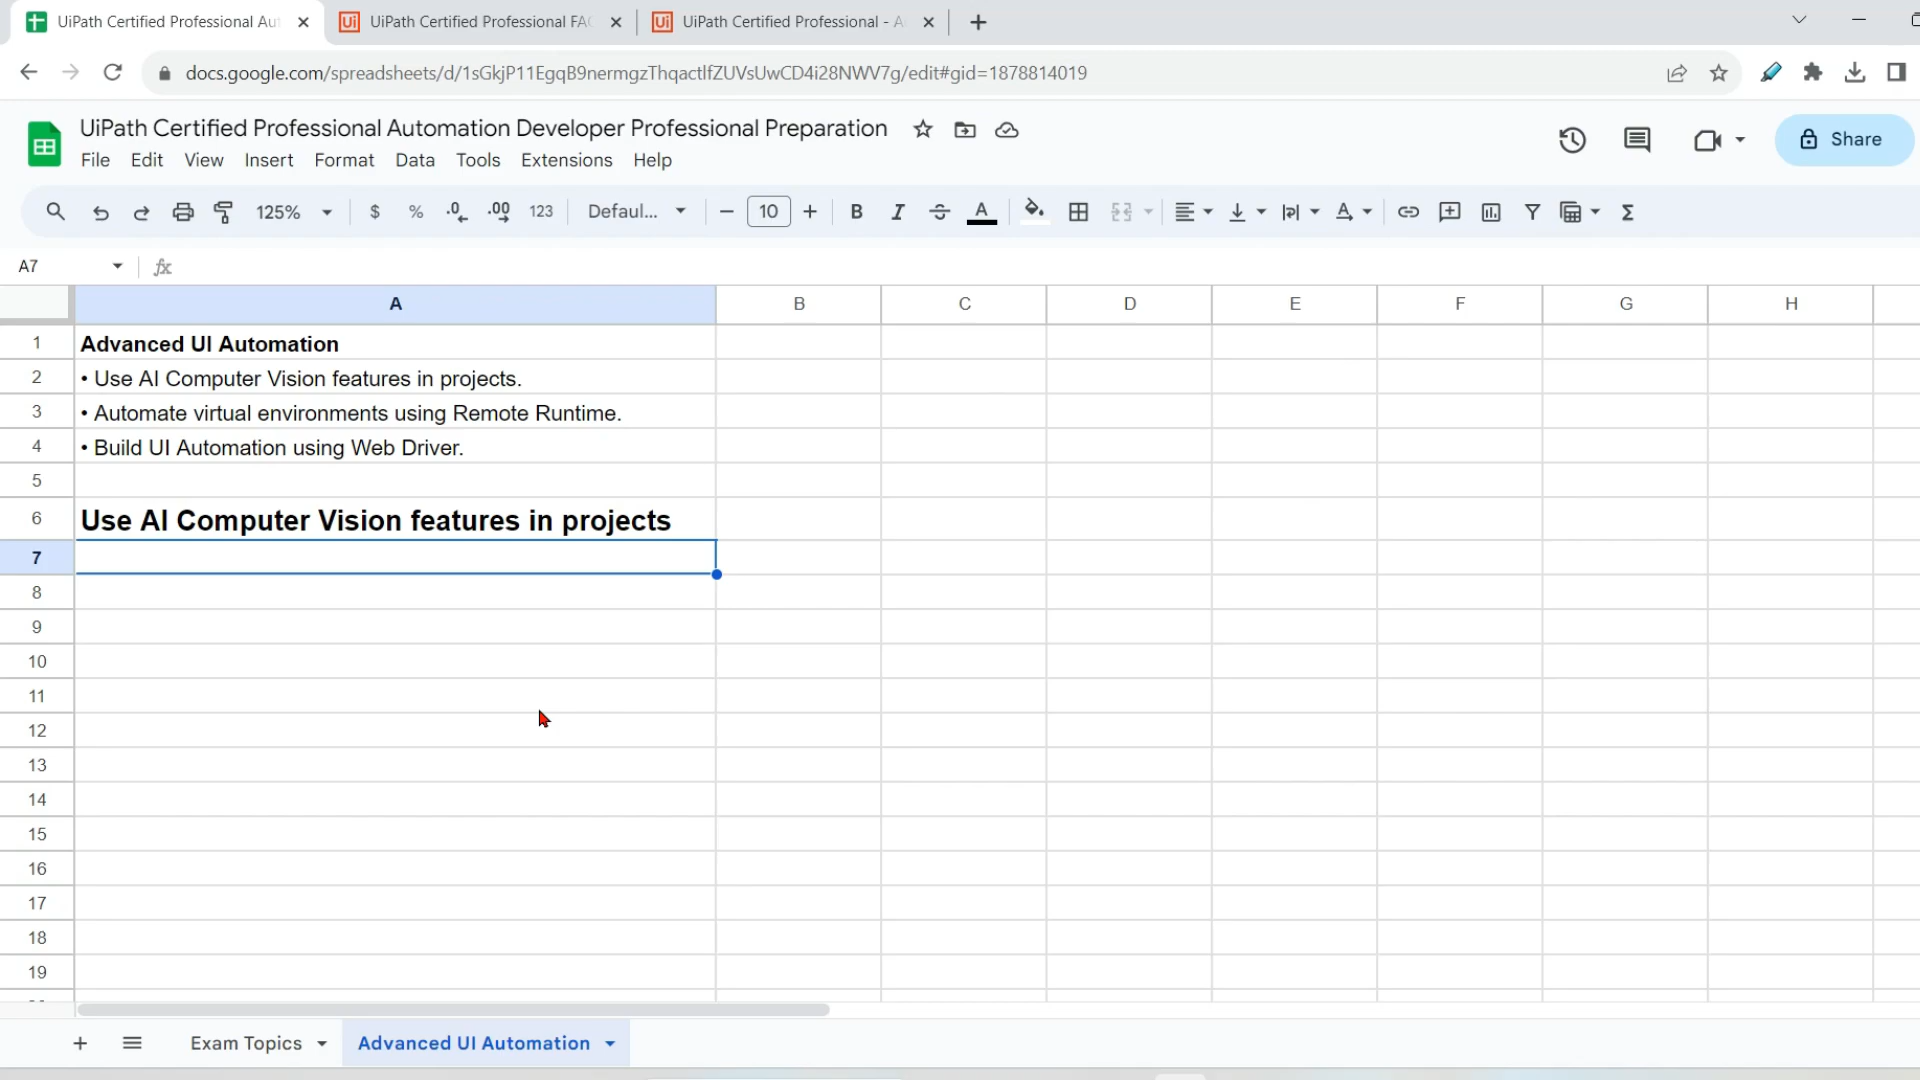 UiPath Certified Professional Au
UiPath Certified Professional FA
UiPath Certified Professional - A
docs.google.com/spreadsheets/d/1sGkjP11EgqB9nermgzThqactlfZUVsUwCD4i28NWV7g/edit#gid=1878814019
UiPath Certified Professional Automation Developer Professional Preparation
File Edit View Insert Format Data Tools Extensions Help
Share
125% $ % .0 .00 123 Defaul... 10 B I A Σ
A7 fx
A B C D E F G H
1 Advanced UI Automation
2 • Use AI Computer Vision features in projects.
3 • Automate virtual environments using Remote Runtime.
4 • Build UI Automation using Web Driver.
5
6 Use AI Computer Vision features in projects
7
8
9
10
11
12
13
14
15
16
17
18
19
Exam Topics Advanced UI Automation